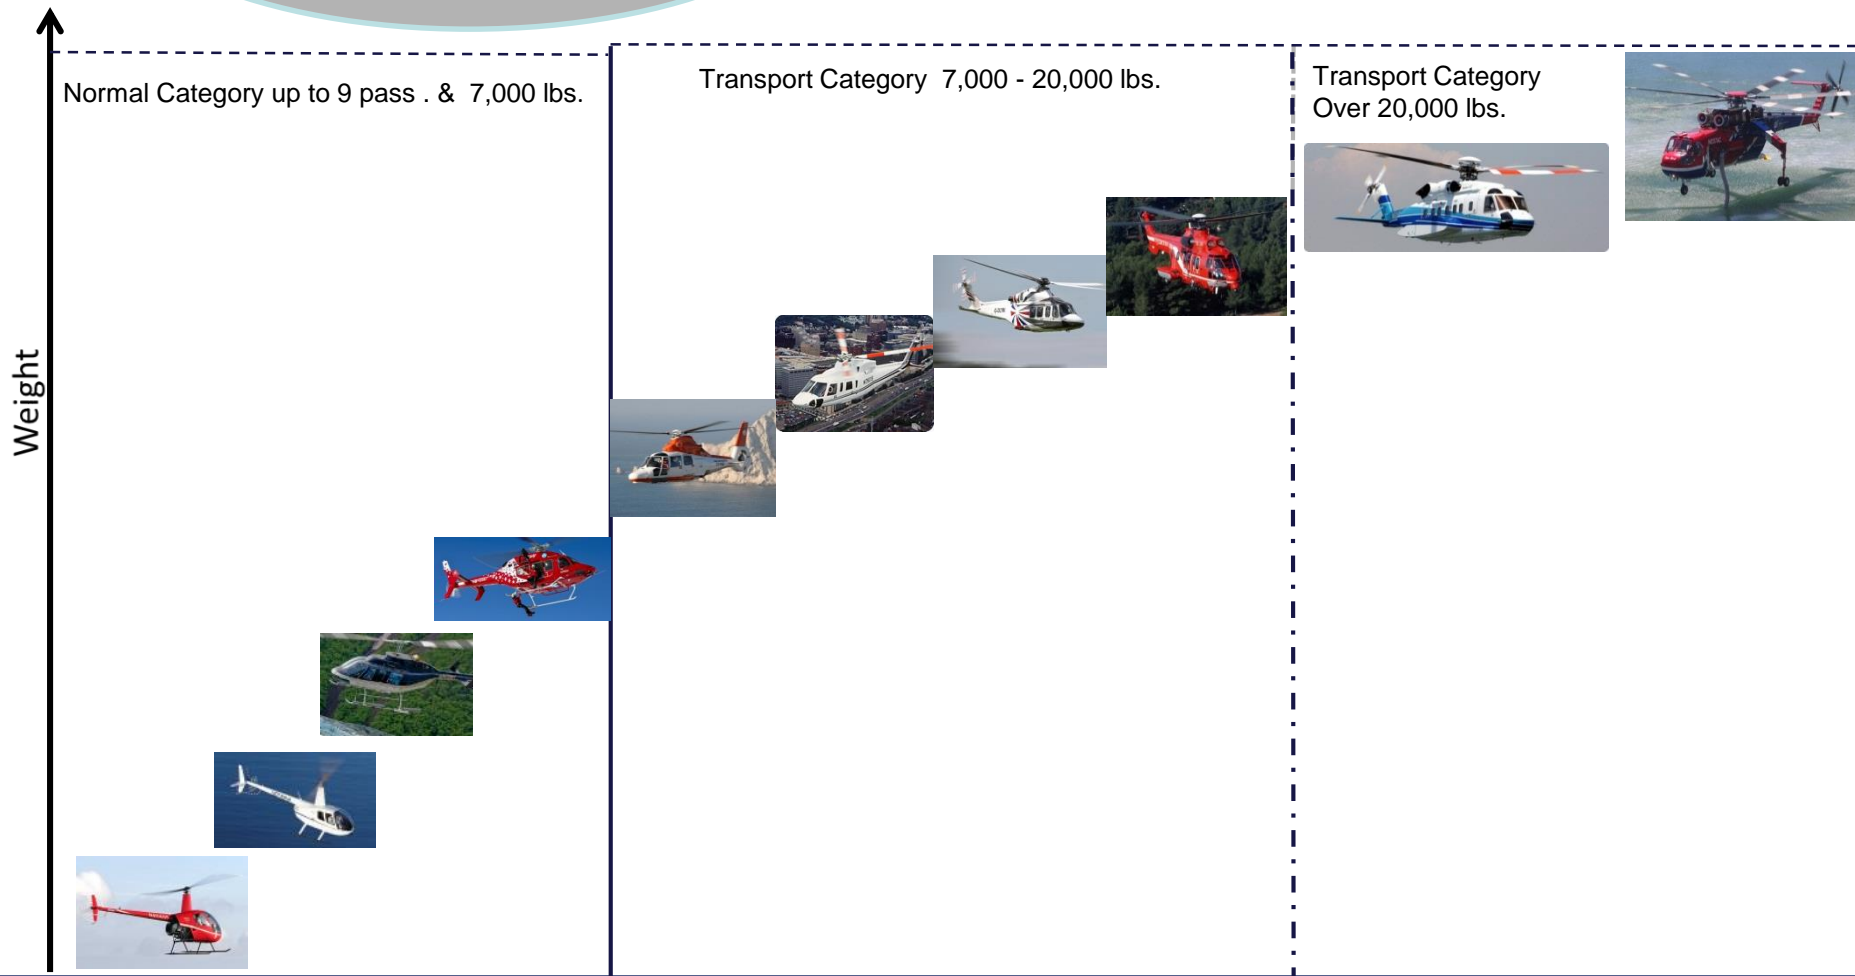 Normal Category up to 9 pass . & 7,000 lbs.
Transport Category 7,000 - 20,000 lbs.
Transport Category
Over 20,000 lbs.
Weight